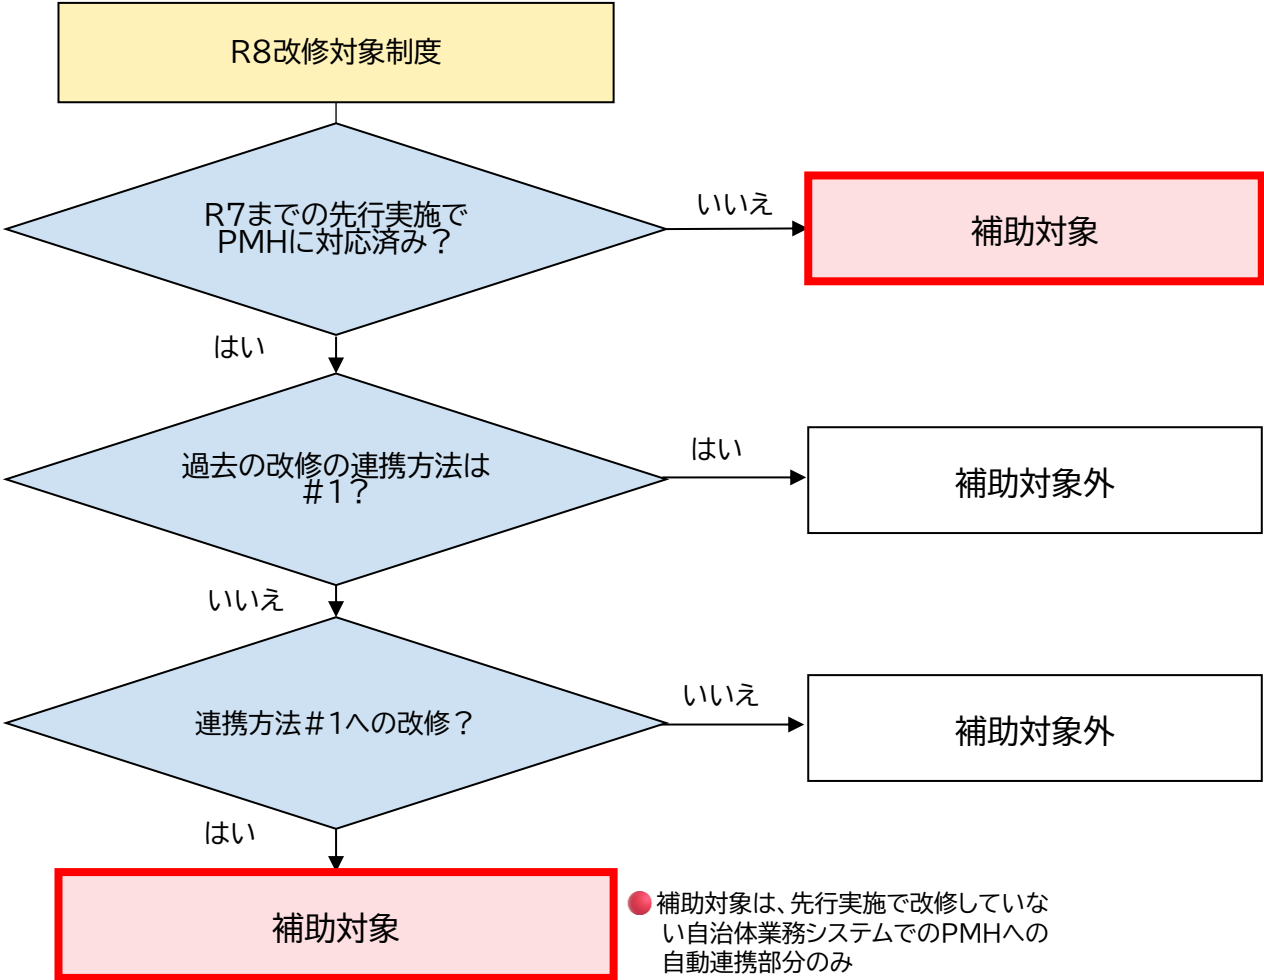 R8改修対象制度
R7までの先行実施で
PMHに対応済み？
いいえ
補助対象
はい
過去の改修の連携方法は
＃1？
はい
補助対象外
いいえ
連携方法＃1への改修？
いいえ
補助対象外
はい
補助対象
補助対象は、先行実施で改修していな
い自治体業務システムでのPMHへの
自動連携部分のみ